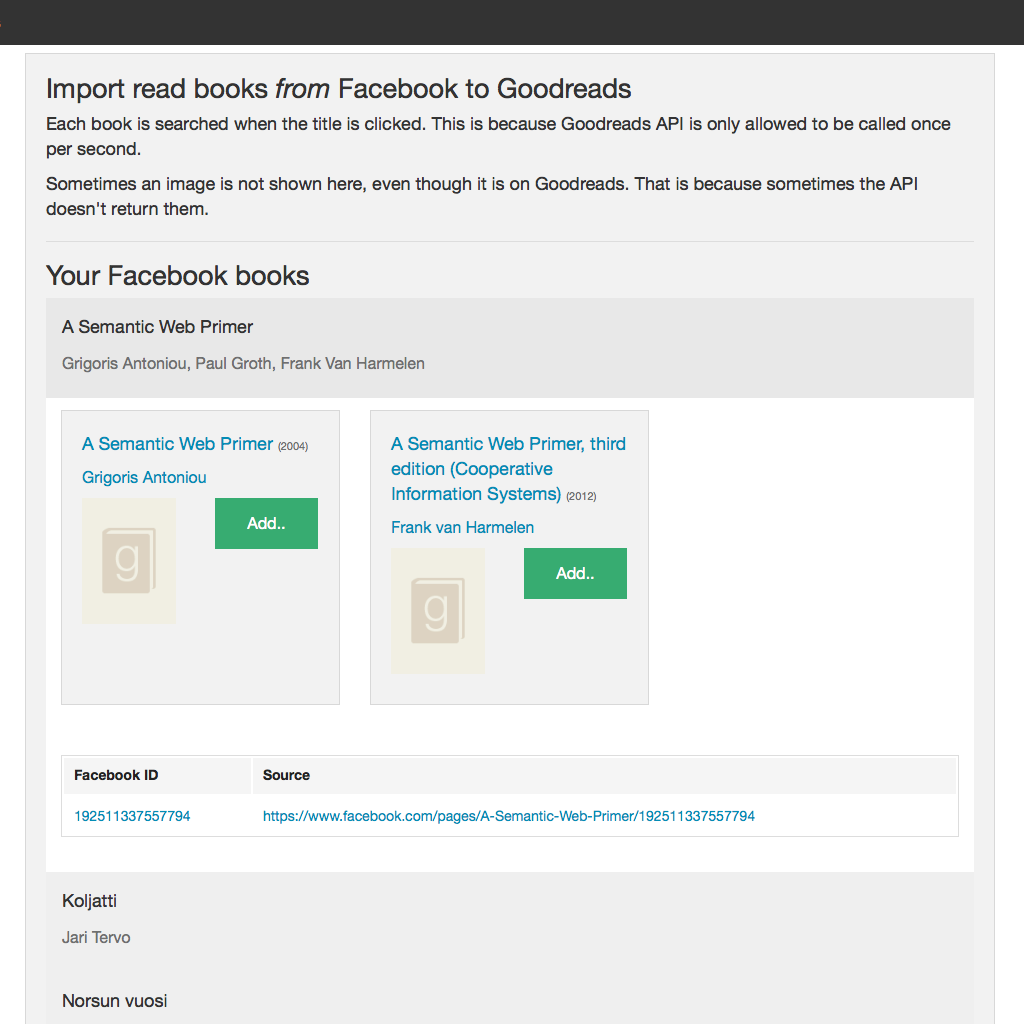 Import read books from Facebook to Goodreads
Each book is searched when the title is clicked. This is because Goodreads API is only allowed to be called once
per second.
Sometimes an image is not shown here, even though it is on Goodreads. That is because sometimes the API
doesn't return them.
Your Facebook books
A Semantic Web Primer
Grigoris Antoniou, Paul Groth, Frank Van Harmelen
A Semantic Web Primer (2004)
Grigoris Antoniou
g
Add..
A Semantic Web Primer, third
edition (Cooperative
Information Systems) (2012)
Frank van Harmelen
g
Add..
Facebook ID Source
192511337557794 https://www.facebook.com/pages/A-Semantic-Web-Primer/192511337557794
Koljatti
Jari Tervo
Norsun vuosi